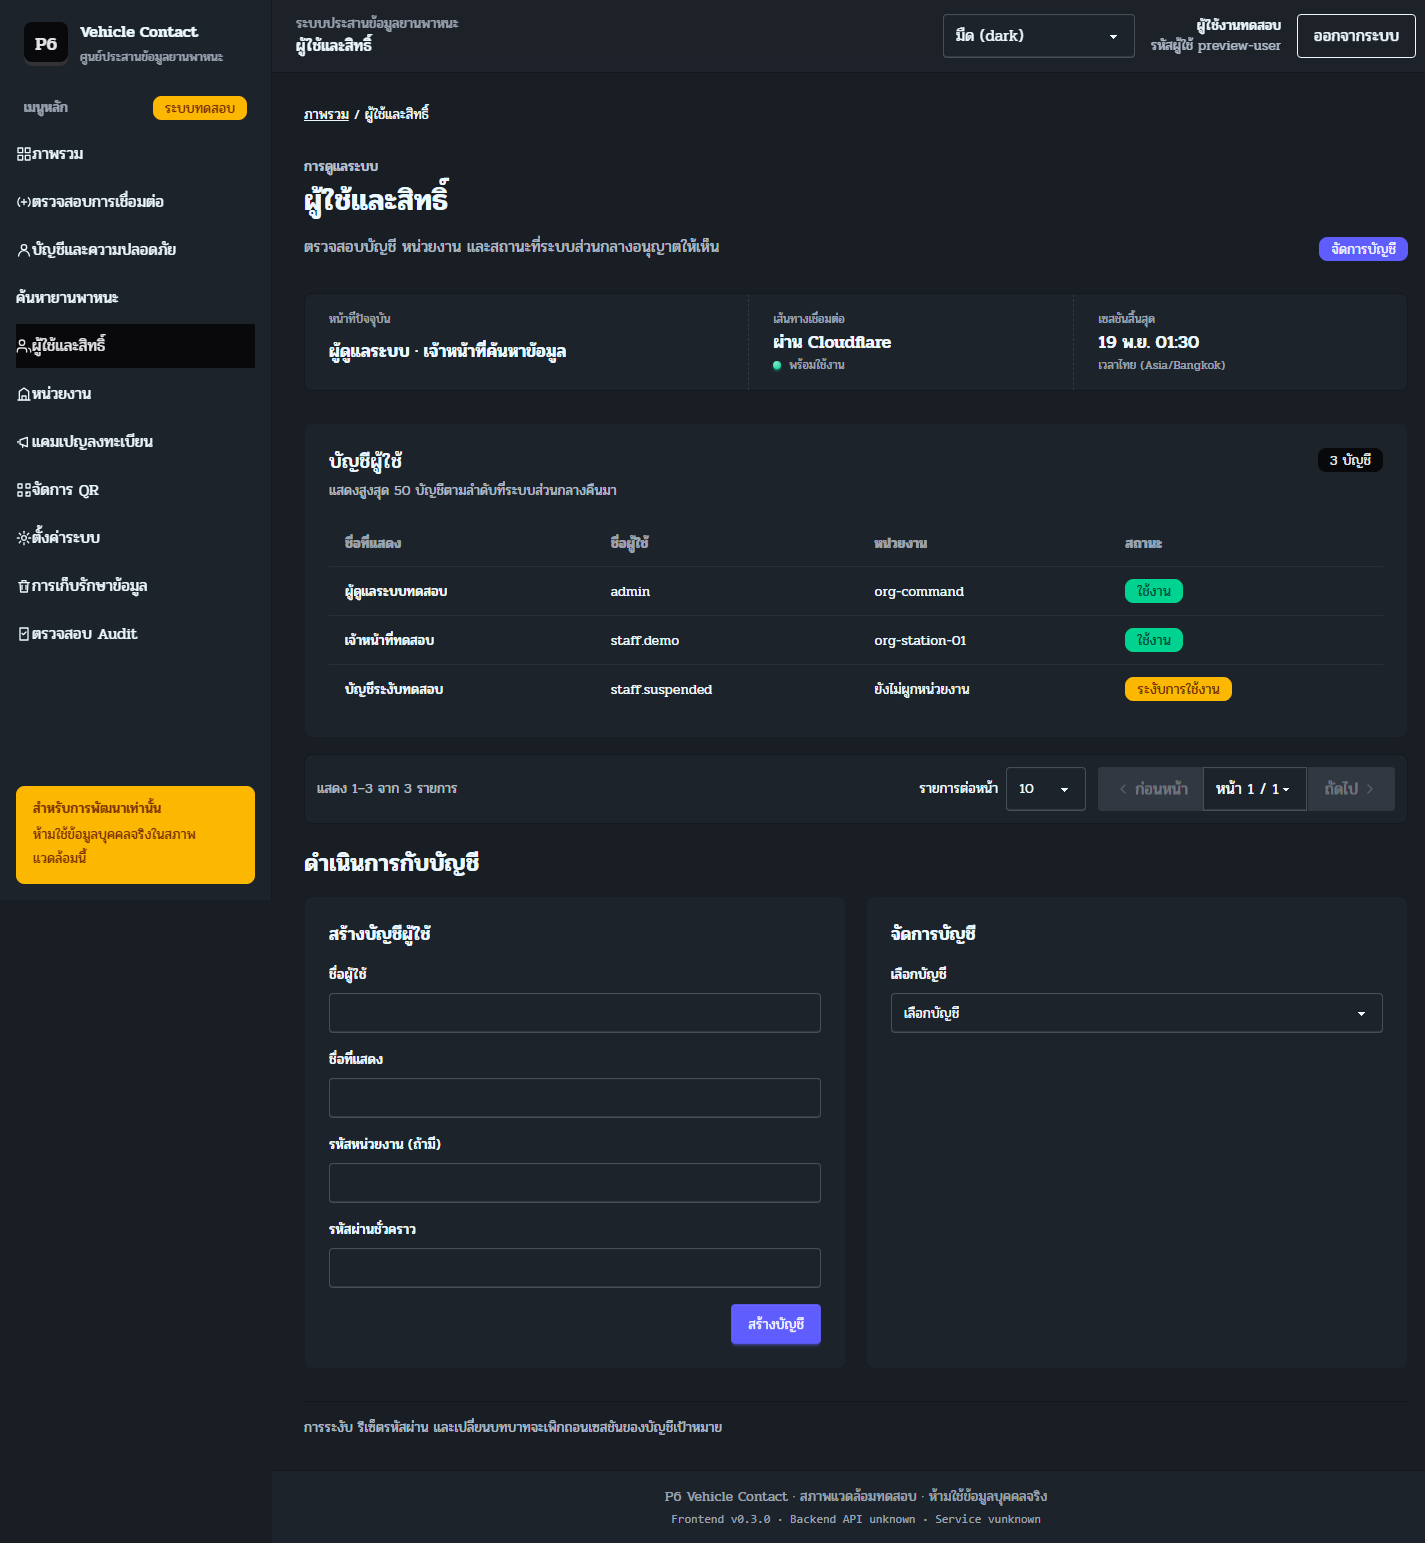 P6
Vehicle Contact
ศูนย์ประสานข้อมูลยานพาหนะ
เมนูหลัก
ระบบทดสอบ
ภาพรวม
ตรวจสอบการเชื่อมต่อ
บัญชีและความปลอดภัย
ค้นหายานพาหนะ
ผู้ใช้และสิทธิ์
หน่วยงาน
แคมเปญลงทะเบียน
จัดการ QR
ตั้งค่าระบบ
การเก็บรักษาข้อมูล
ตรวจสอบ Audit
สำหรับการพัฒนาเท่านั้น
ห้ามใช้ข้อมูลบุคคลจริงในสภาพ
แวดล้อมนี้
ระบบประสานข้อมูลยานพาหนะ
ผู้ใช้และสิทธิ์
มืด (dark)
ผู้ใช้งานทดสอบ
รหัสผู้ใช้ preview-user
ออกจากระบบ
ภาพรวม / ผู้ใช้และสิทธิ์
การดูแลระบบ
ผู้ใช้และสิทธิ์
ตรวจสอบบัญชี หน่วยงาน และสถานะที่ระบบส่วนกลางอนุญาตให้เห็น
จัดการบัญชี
หน้าที่ปัจจุบัน
ผู้ดูแลระบบ · เจ้าหน้าที่ค้นหาข้อมูล
เส้นทางเชื่อมต่อ
ผ่าน Cloudflare
พร้อมใช้งาน
เซสชันสิ้นสุด
19 พ.ย. 01:30
เวลาไทย (Asia/Bangkok)
บัญชีผู้ใช้
แสดงสูงสุด 50 บัญชีตามลำดับที่ระบบส่วนกลางคืนมา
3 บัญชี
ชื่อที่แสดง ชื่อผู้ใช้ หน่วยงาน สถานะ
ผู้ดูแลระบบทดสอบ admin org-command ใช้งาน
เจ้าหน้าที่ทดสอบ staff.demo org-station-01 ใช้งาน
บัญชีระงับทดสอบ staff.suspended ยังไม่ผูกหน่วยงาน ระงับการใช้งาน
แสดง 1–3 จาก 3 รายการ
รายการต่อหน้า 10 ก่อนหน้า หน้า 1 / 1 ถัดไป
ดำเนินการกับบัญชี
สร้างบัญชีผู้ใช้
ชื่อผู้ใช้
ชื่อที่แสดง
รหัสหน่วยงาน (ถ้ามี)
รหัสผ่านชั่วคราว
สร้างบัญชี
จัดการบัญชี
เลือกบัญชี
เลือกบัญชี
การระงับ รีเซ็ตรหัสผ่าน และเปลี่ยนบทบาทจะเพิกถอนเซสชันของบัญชีเป้าหมาย
P6 Vehicle Contact · สภาพแวดล้อมทดสอบ · ห้ามใช้ข้อมูลบุคคลจริง
Frontend v0.3.0 · Backend API unknown · Service vunknown